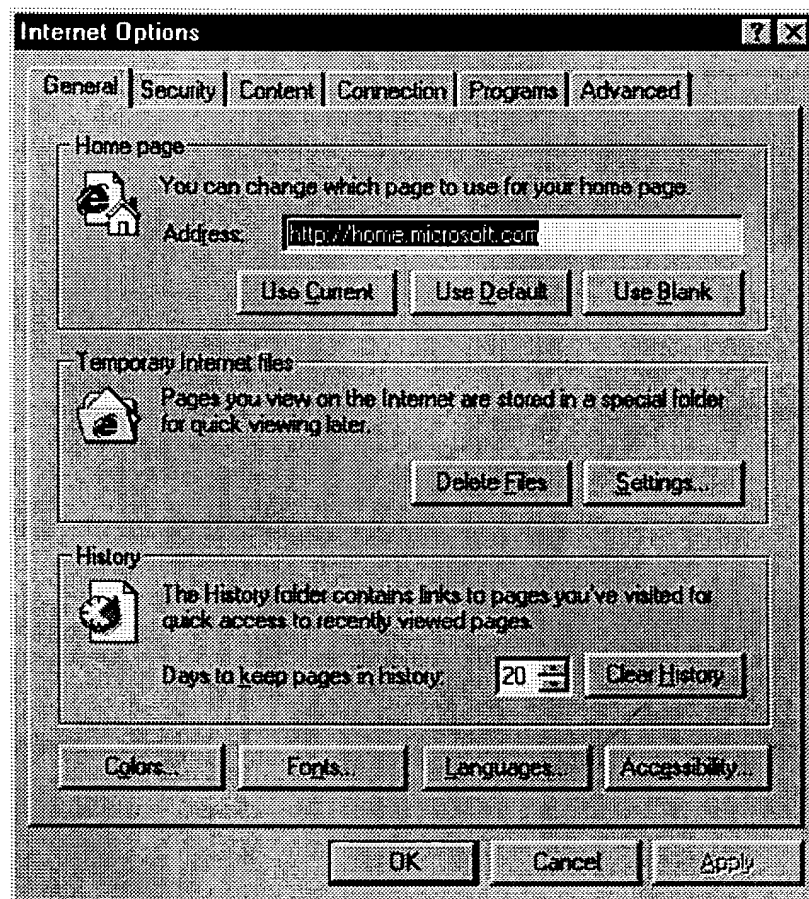 Internet Options
General Security Content Connection Programs Advanced
Home page
You can change which page to use for your home page.
Address: http://home.microsoft.com
Use Current Use Default Use Blank
Temporary Internet files
Pages you view on the Internet are stored in a special folder
for quick viewing later.
Delete Files Settings...
History
The History folder contains links to pages you've visited for
quick access to recently viewed pages.
Days to keep pages in history: 20 Clear History
Colors... Fonts... Languages... Accessibility...
OK Cancel Apply